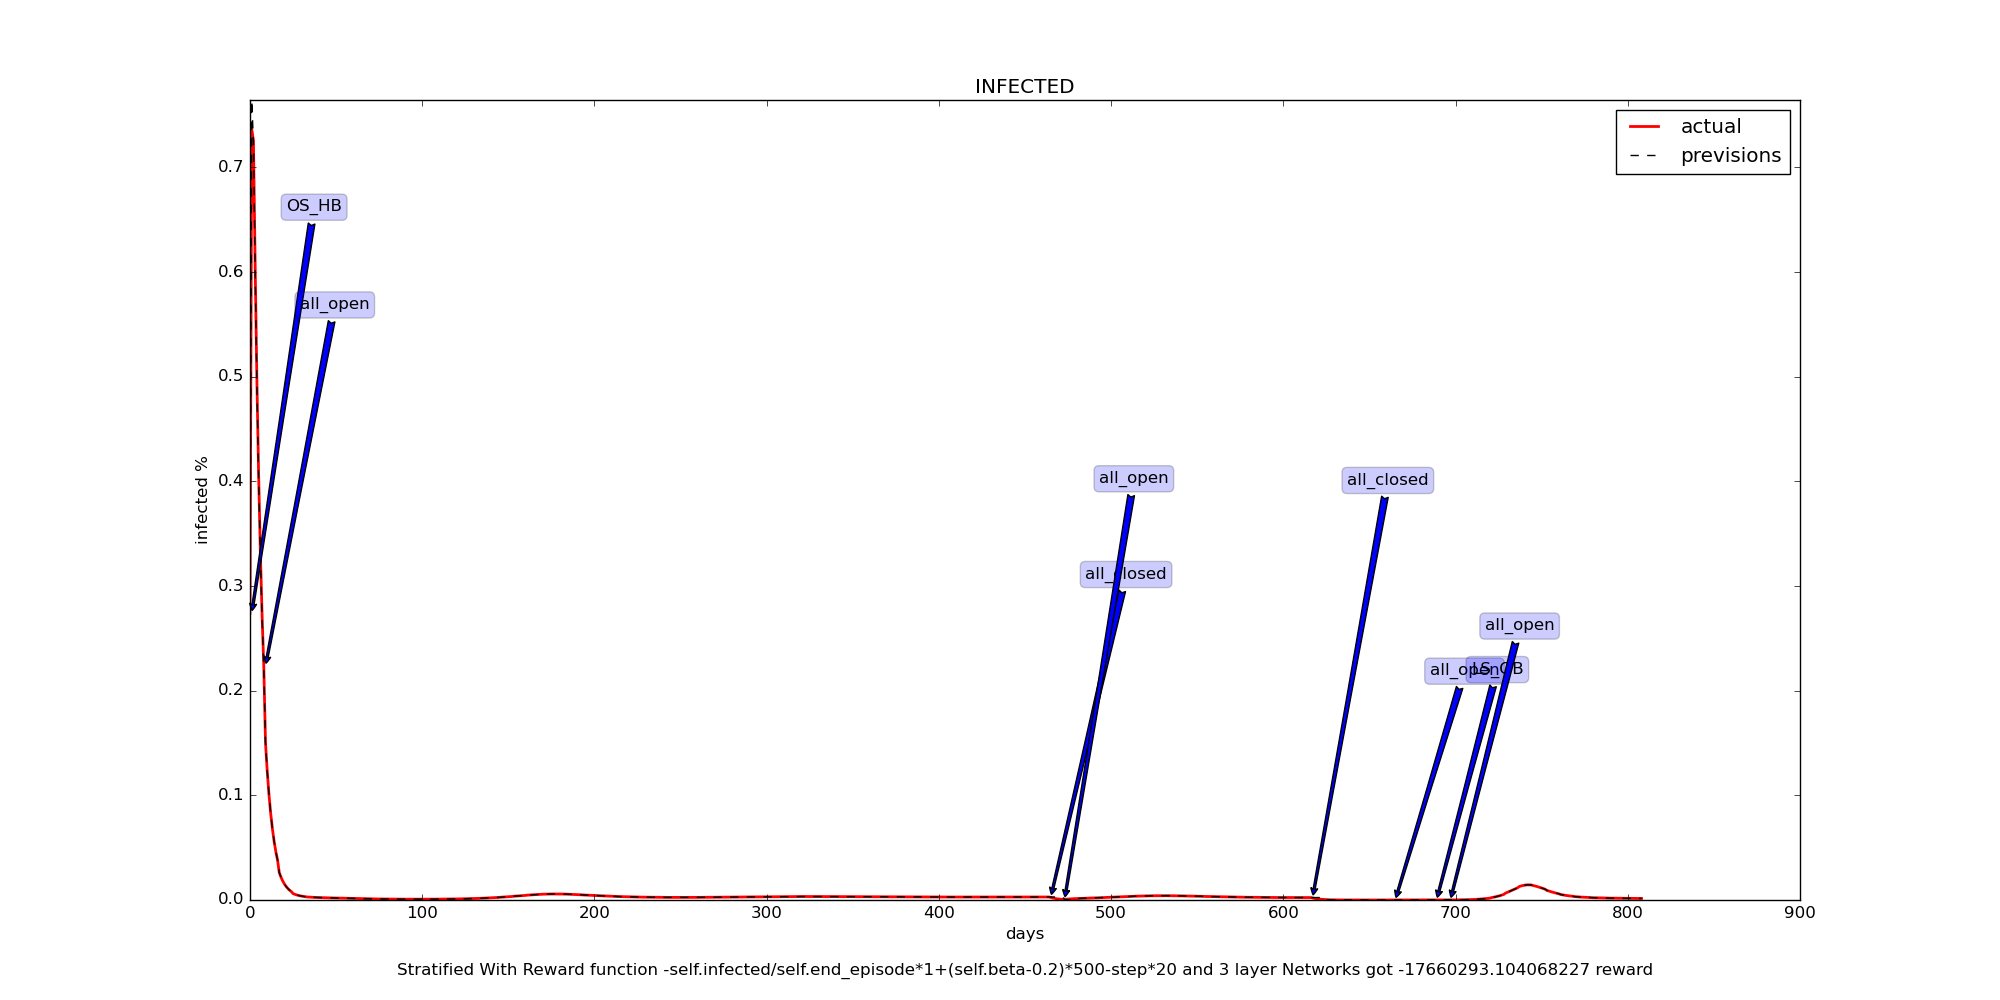 INFECTED
actual
previsions
0.7
0.6
0.5
0.4
0.3
0.2
0.1
0.0
infected %
OS_HB
all_open
all_open
all_closed
all_closed
all_open
all_open
0
100
200
300
400
500
600
700
800
900
days
Stratified With Reward function -self.infected/self.end_episode*1+(self.beta-0.2)*500-step*20 and 3 layer Networks got -17660293.104068227 reward